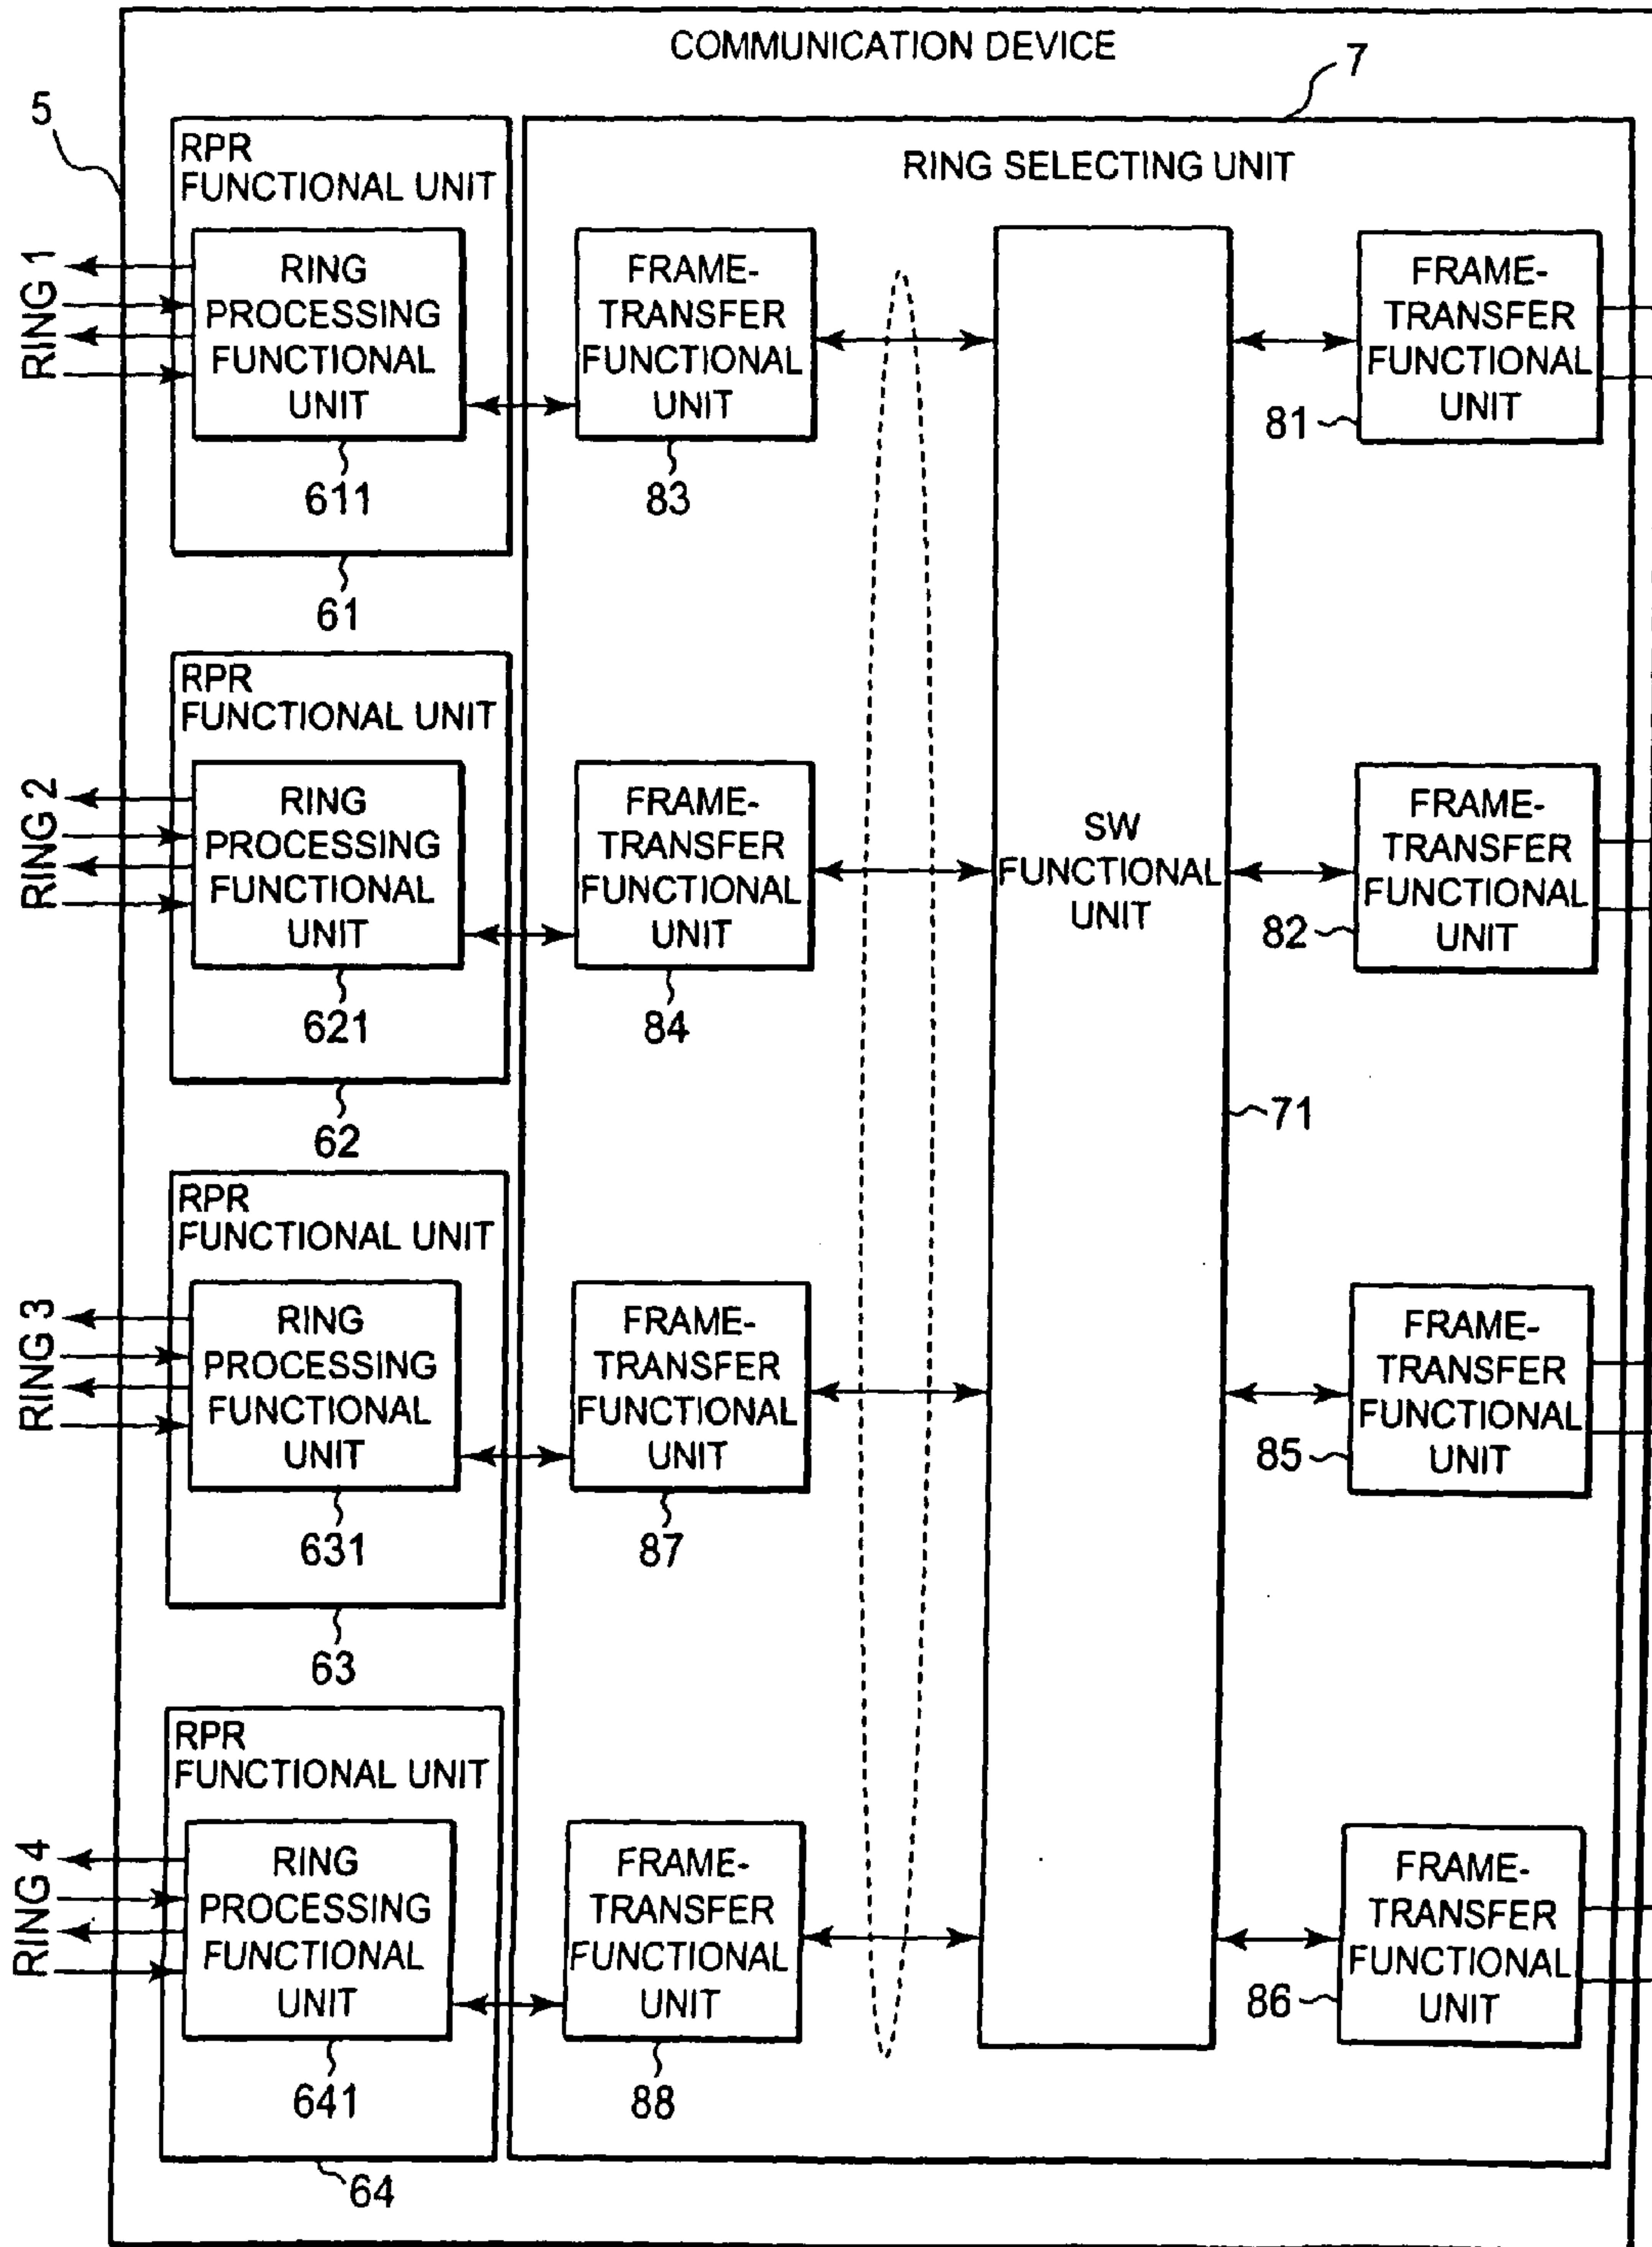 COMMUNICATION DEVICE
7
5
RPR
FUNCTIONAL UNIT
RING SELECTING UNIT
RING 1
RING
PROCESSING
FUNCTIONAL
UNIT
611
61
FRAME-
TRANSFER
FUNCTIONAL
UNIT
83
FRAME-
TRANSFER
FUNCTIONAL
UNIT
81
RPR
FUNCTIONAL UNIT
RING 2
RING
PROCESSING
FUNCTIONAL
UNIT
621
62
FRAME-
TRANSFER
FUNCTIONAL
UNIT
84
SW
FUNCTIONAL
UNIT
71
FRAME-
TRANSFER
FUNCTIONAL
UNIT
82
RPR
FUNCTIONAL UNIT
RING 3
RING
PROCESSING
FUNCTIONAL
UNIT
631
63
FRAME-
TRANSFER
FUNCTIONAL
UNIT
87
FRAME-
TRANSFER
FUNCTIONAL
UNIT
85
RPR
FUNCTIONAL UNIT
RING 4
RING
PROCESSING
FUNCTIONAL
UNIT
641
64
FRAME-
TRANSFER
FUNCTIONAL
UNIT
88
FRAME-
TRANSFER
FUNCTIONAL
UNIT
86